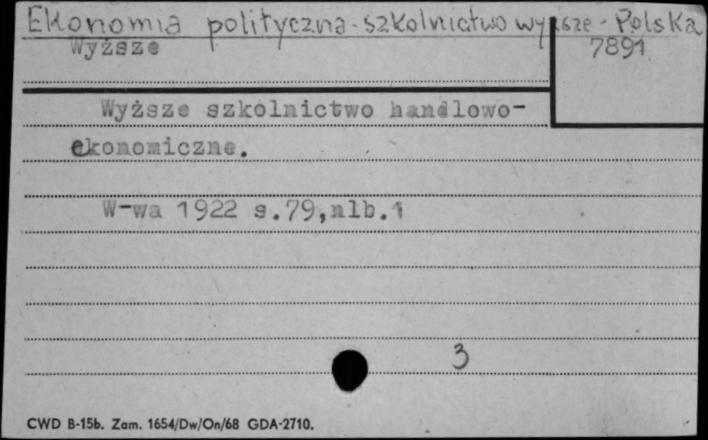 Ekonomia polityczna-szkolnictwo wyższe - Polska
Wyższe
7891
Wyższe szkolnictwo handlowo-
ekonomiczne.
W-wa 1922 s.79,nlb.1
3
CWD B-15b. Zam. 1654/Dw/On/68 GDA-2710.